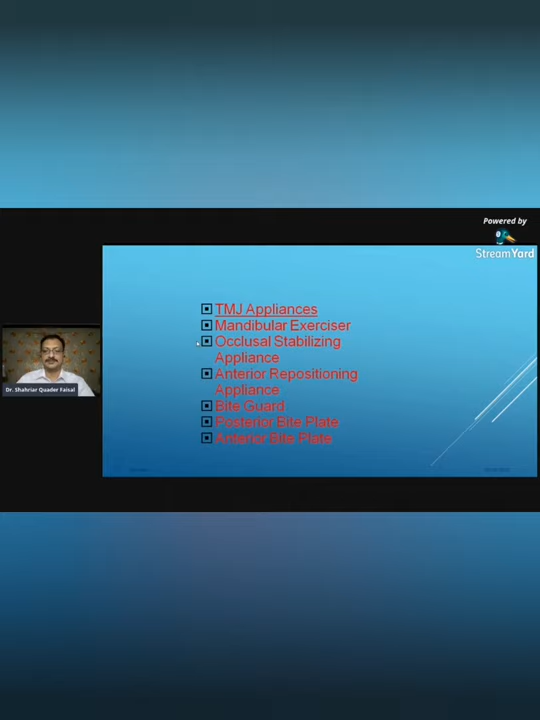 Powered by
StreamYard
TMJ Appliances
Mandibular Exerciser
Occlusal Stabilizing
Appliance
Anterior Repositioning
Appliance
Bite Guard
Posterior Bite Plate
Anterior Bite Plate
Dr. Shahriar Quader Faisal